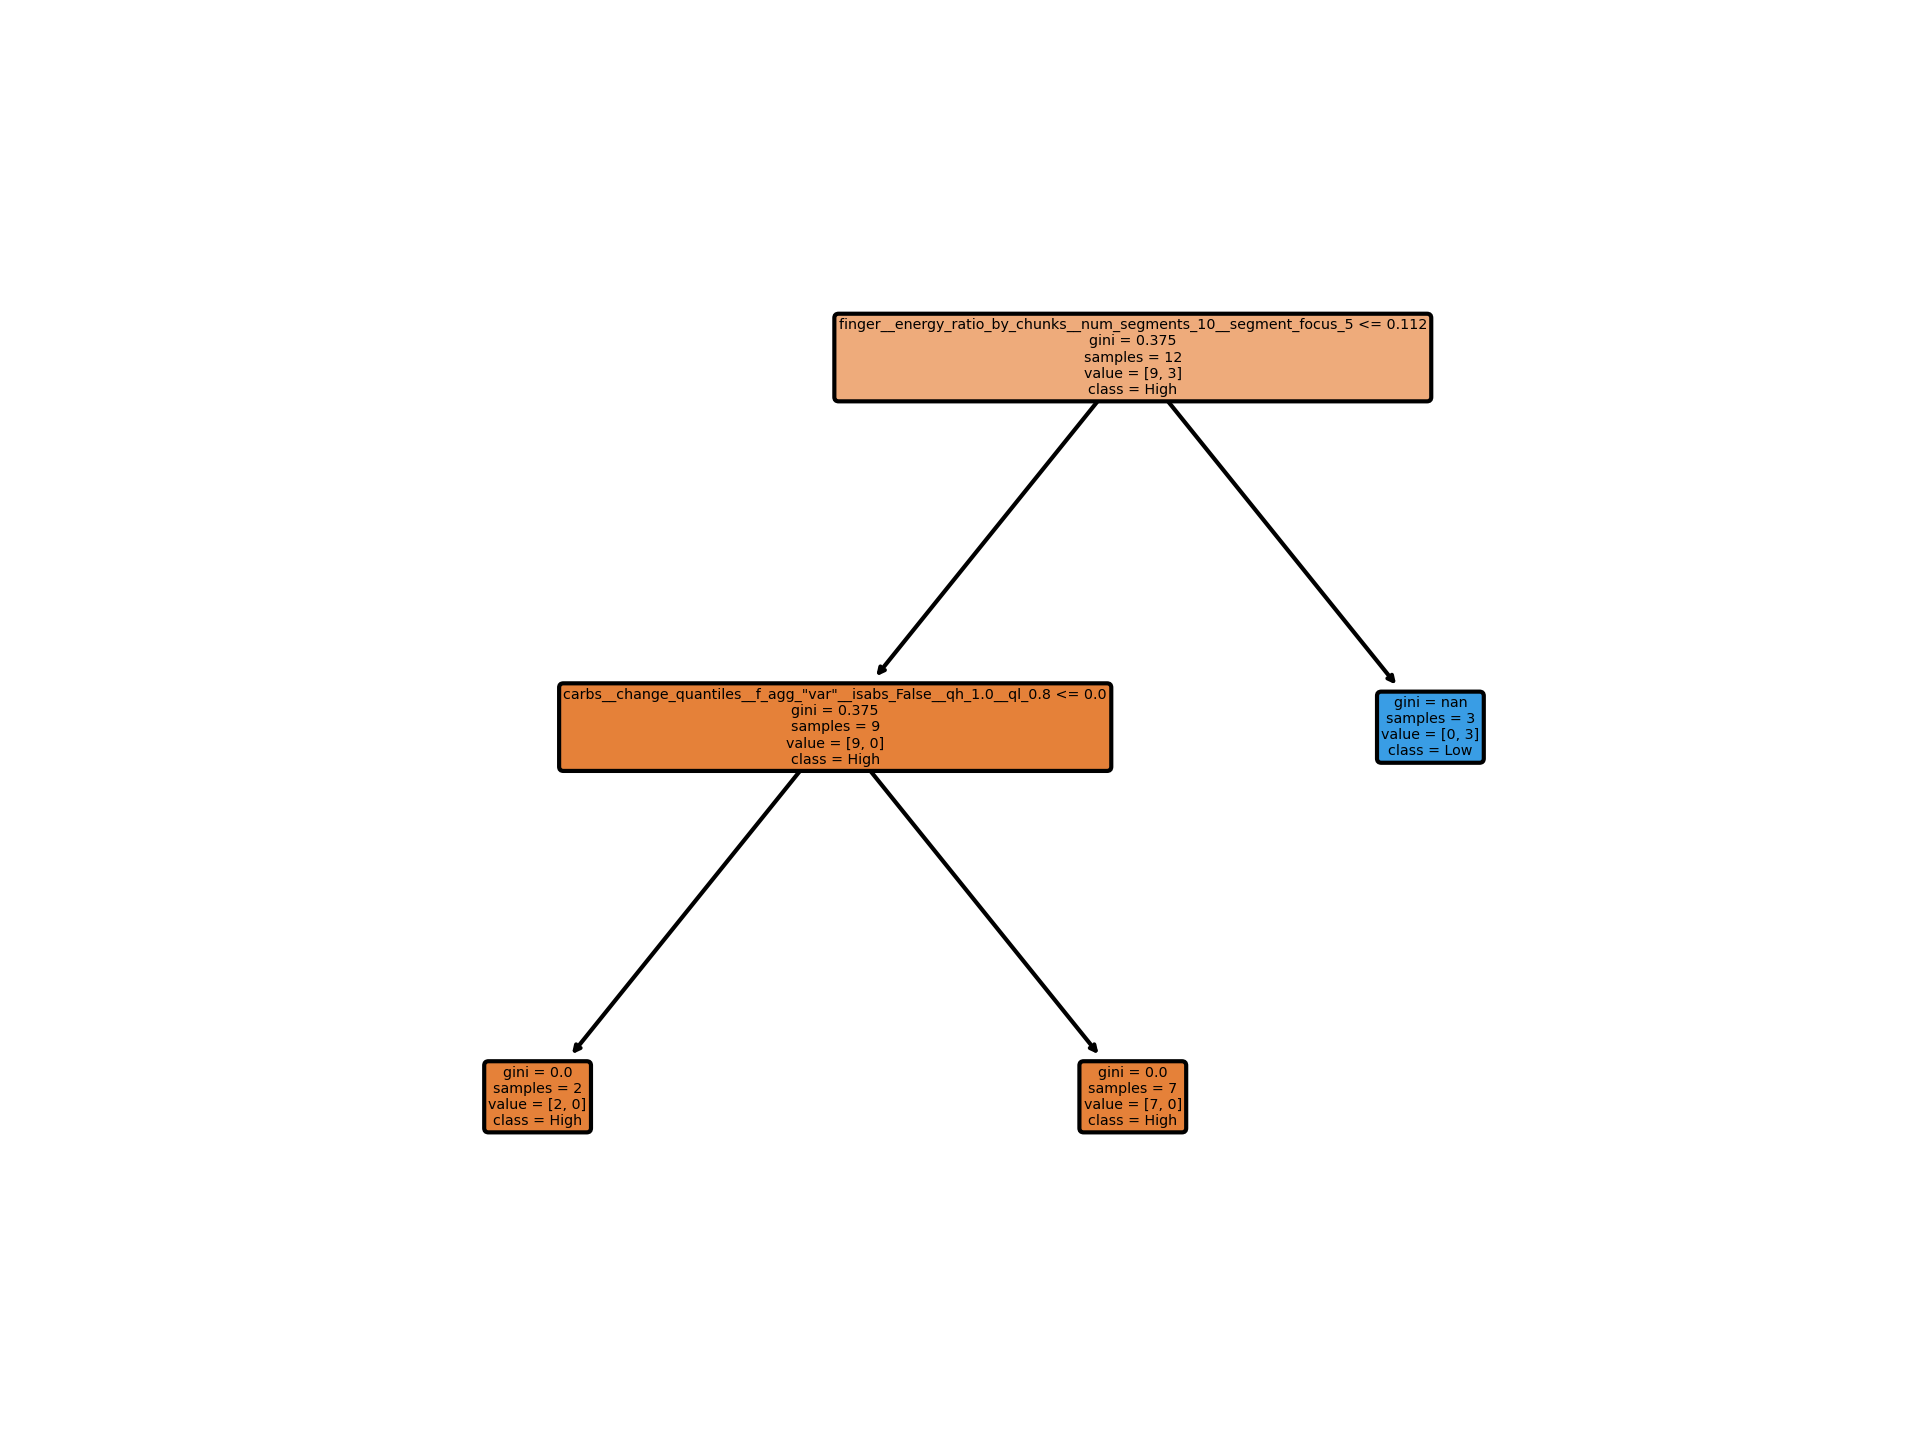 finger__energy_ratio_by_chunks__num_segments_10__segment_focus_5 <= 0.112
gini = 0.375
samples = 12
value = [9, 3]
class = High
carbs__change_quantiles__f_agg_"var"__isabs_False__qh_1.0__ql_0.8 <= 0.0
gini = 0.375
samples = 9
value = [9, 0]
class = High
gini = nan
samples = 3
value = [0, 3]
class = Low
gini = 0.0
samples = 2
value = [2, 0]
class = High
gini = 0.0
samples = 7
value = [7, 0]
class = High